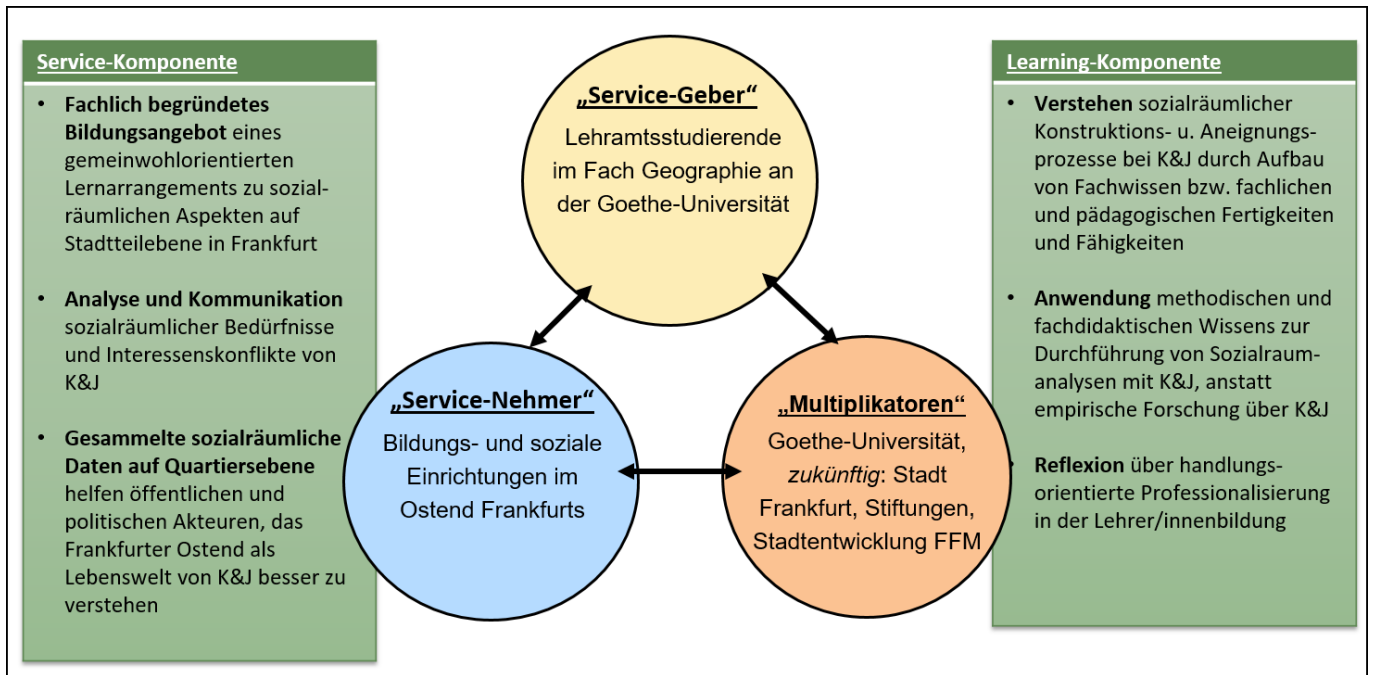 Service-Komponente
• Fachlich begründetes
Bildungsangebot eines
gemeinwohlorientierten
Lernarrangements zu sozial-
räumlichen Aspekten auf
Stadtteilebene in Frankfurt
• Analyse und Kommunikation
sozialräumlicher Bedürfnisse
und Interessenskonflikte von
K&J
• Gesammelte sozialräumliche
Daten auf Quartiersebene
helfen öffentlichen und
politischen Akteuren, das
Frankfurter Ostend als
Lebenswelt von K&J besser zu
verstehen
„Service-Geber“
Lehramtsstudierende
im Fach Geographie an
der Goethe-Universität
„Service-Nehmer“
Bildungs- und soziale
Einrichtungen im
Ostend Frankfurts
„Multiplikatoren“
Goethe-Universität,
zukünftig: Stadt
Frankfurt, Stiftungen,
Stadtentwicklung FFM
Learning-Komponente
• Verstehen sozialräumlicher
Konstruktions- u. Aneignungs-
prozesse bei K&J durch Aufbau
von Fachwissen bzw. fachlichen
und pädagogischen Fertigkeiten
und Fähigkeiten
• Anwendung methodischen und
fachdidaktischen Wissens zur
Durchführung von Sozialraum-
analysen mit K&J, anstatt
empirische Forschung über K&J
• Reflexion über handlungs-
orientierte Professionalisierung
in der Lehrer/innenbildung